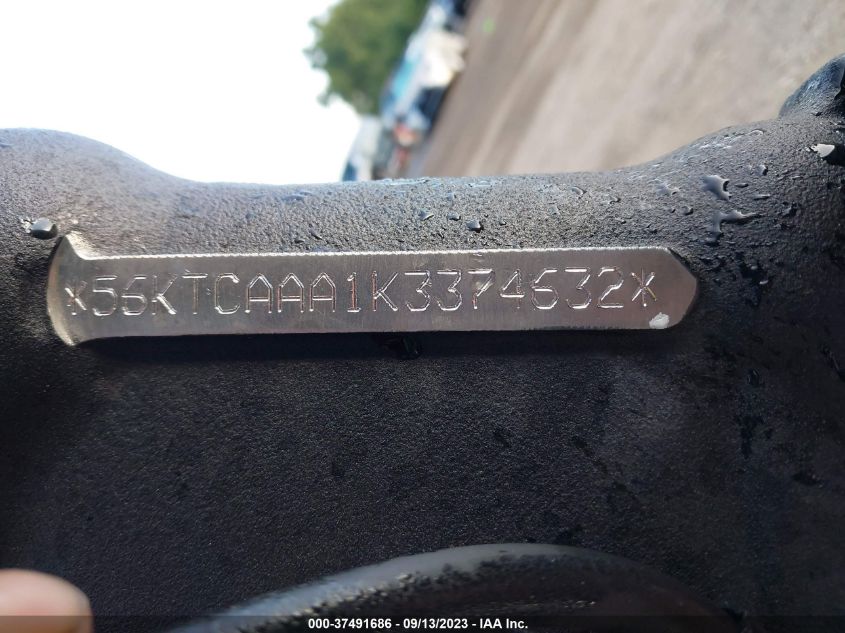 *56KTCAAA1K3374632*
000-37491686 - 09/13/2023 - IAA Inc.